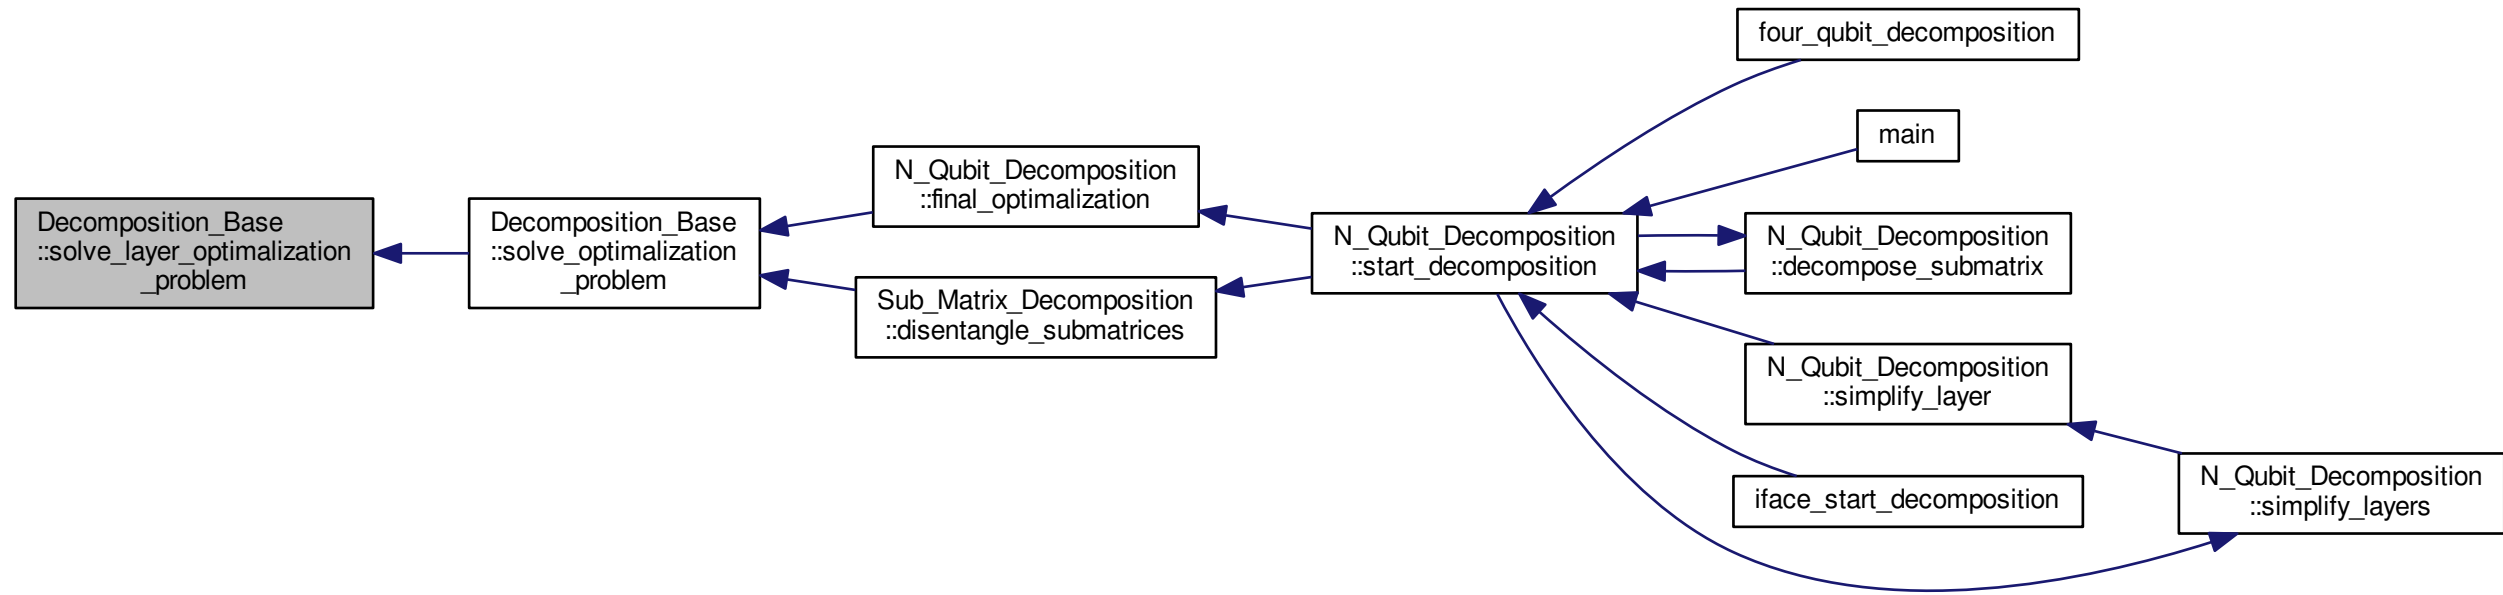 Decomposition_Base
::solve_layer_optimalization
_problem
Decomposition_Base
::solve_optimalization
_problem
N_Qubit_Decomposition
::final_optimalization
Sub_Matrix_Decomposition
::disentangle_submatrices
N_Qubit_Decomposition
::start_decomposition
four_qubit_decomposition
main
N_Qubit_Decomposition
::decompose_submatrix
N_Qubit_Decomposition
::simplify_layer
iface_start_decomposition
N_Qubit_Decomposition
::simplify_layers